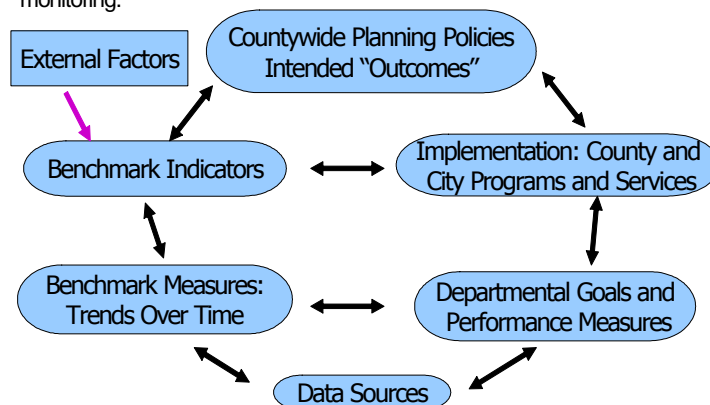 monitoring.
External Factors
Countywide Planning Policies
Intended “Outcomes”
Benchmark Indicators
Implementation: County and
City Programs and Services
Benchmark Measures:
Trends Over Time
Departmental Goals and
Performance Measures
Data Sources